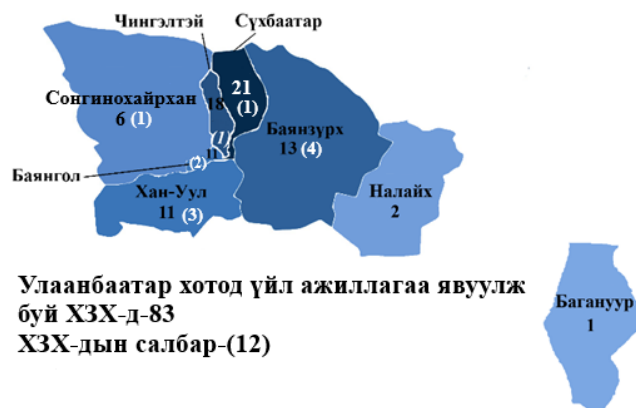 Чингэлтэй
Сүхбаатар
Сонгинохайрхан
6 (1)
18
21
(1)
Баянзүрх
13 (4)
(1)
11
Баянгол
(2)
Хан-Уул
11 (3)
Налайх
2
Улаанбаатар хотод үйл ажиллагаа явуулж
буй ХЗХ-д-83
ХЗХ-дын салбар-(12)
Багануур
1